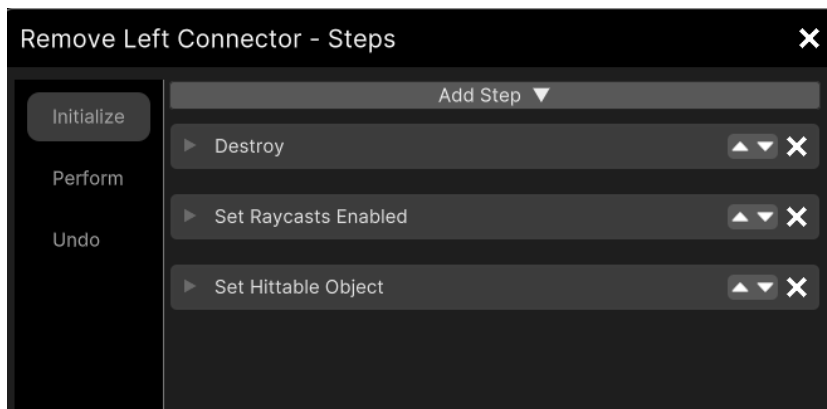 Remove Left Connector - Steps
Add Step
Initialize
Destroy
Perform
Set Raycasts Enabled
Undo
Set Hittable Object